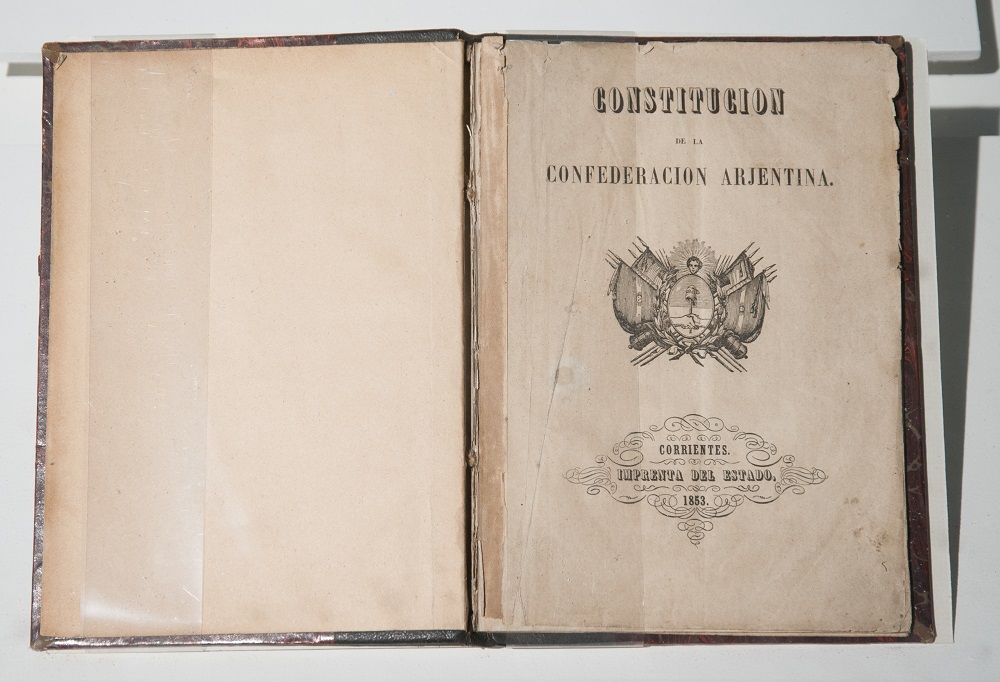 CONSTITUCION
DE LA
CONFEDERACION ARJENTINA.
CORRIENTES.
IMPRENTA DEL ESTADO.
1853.